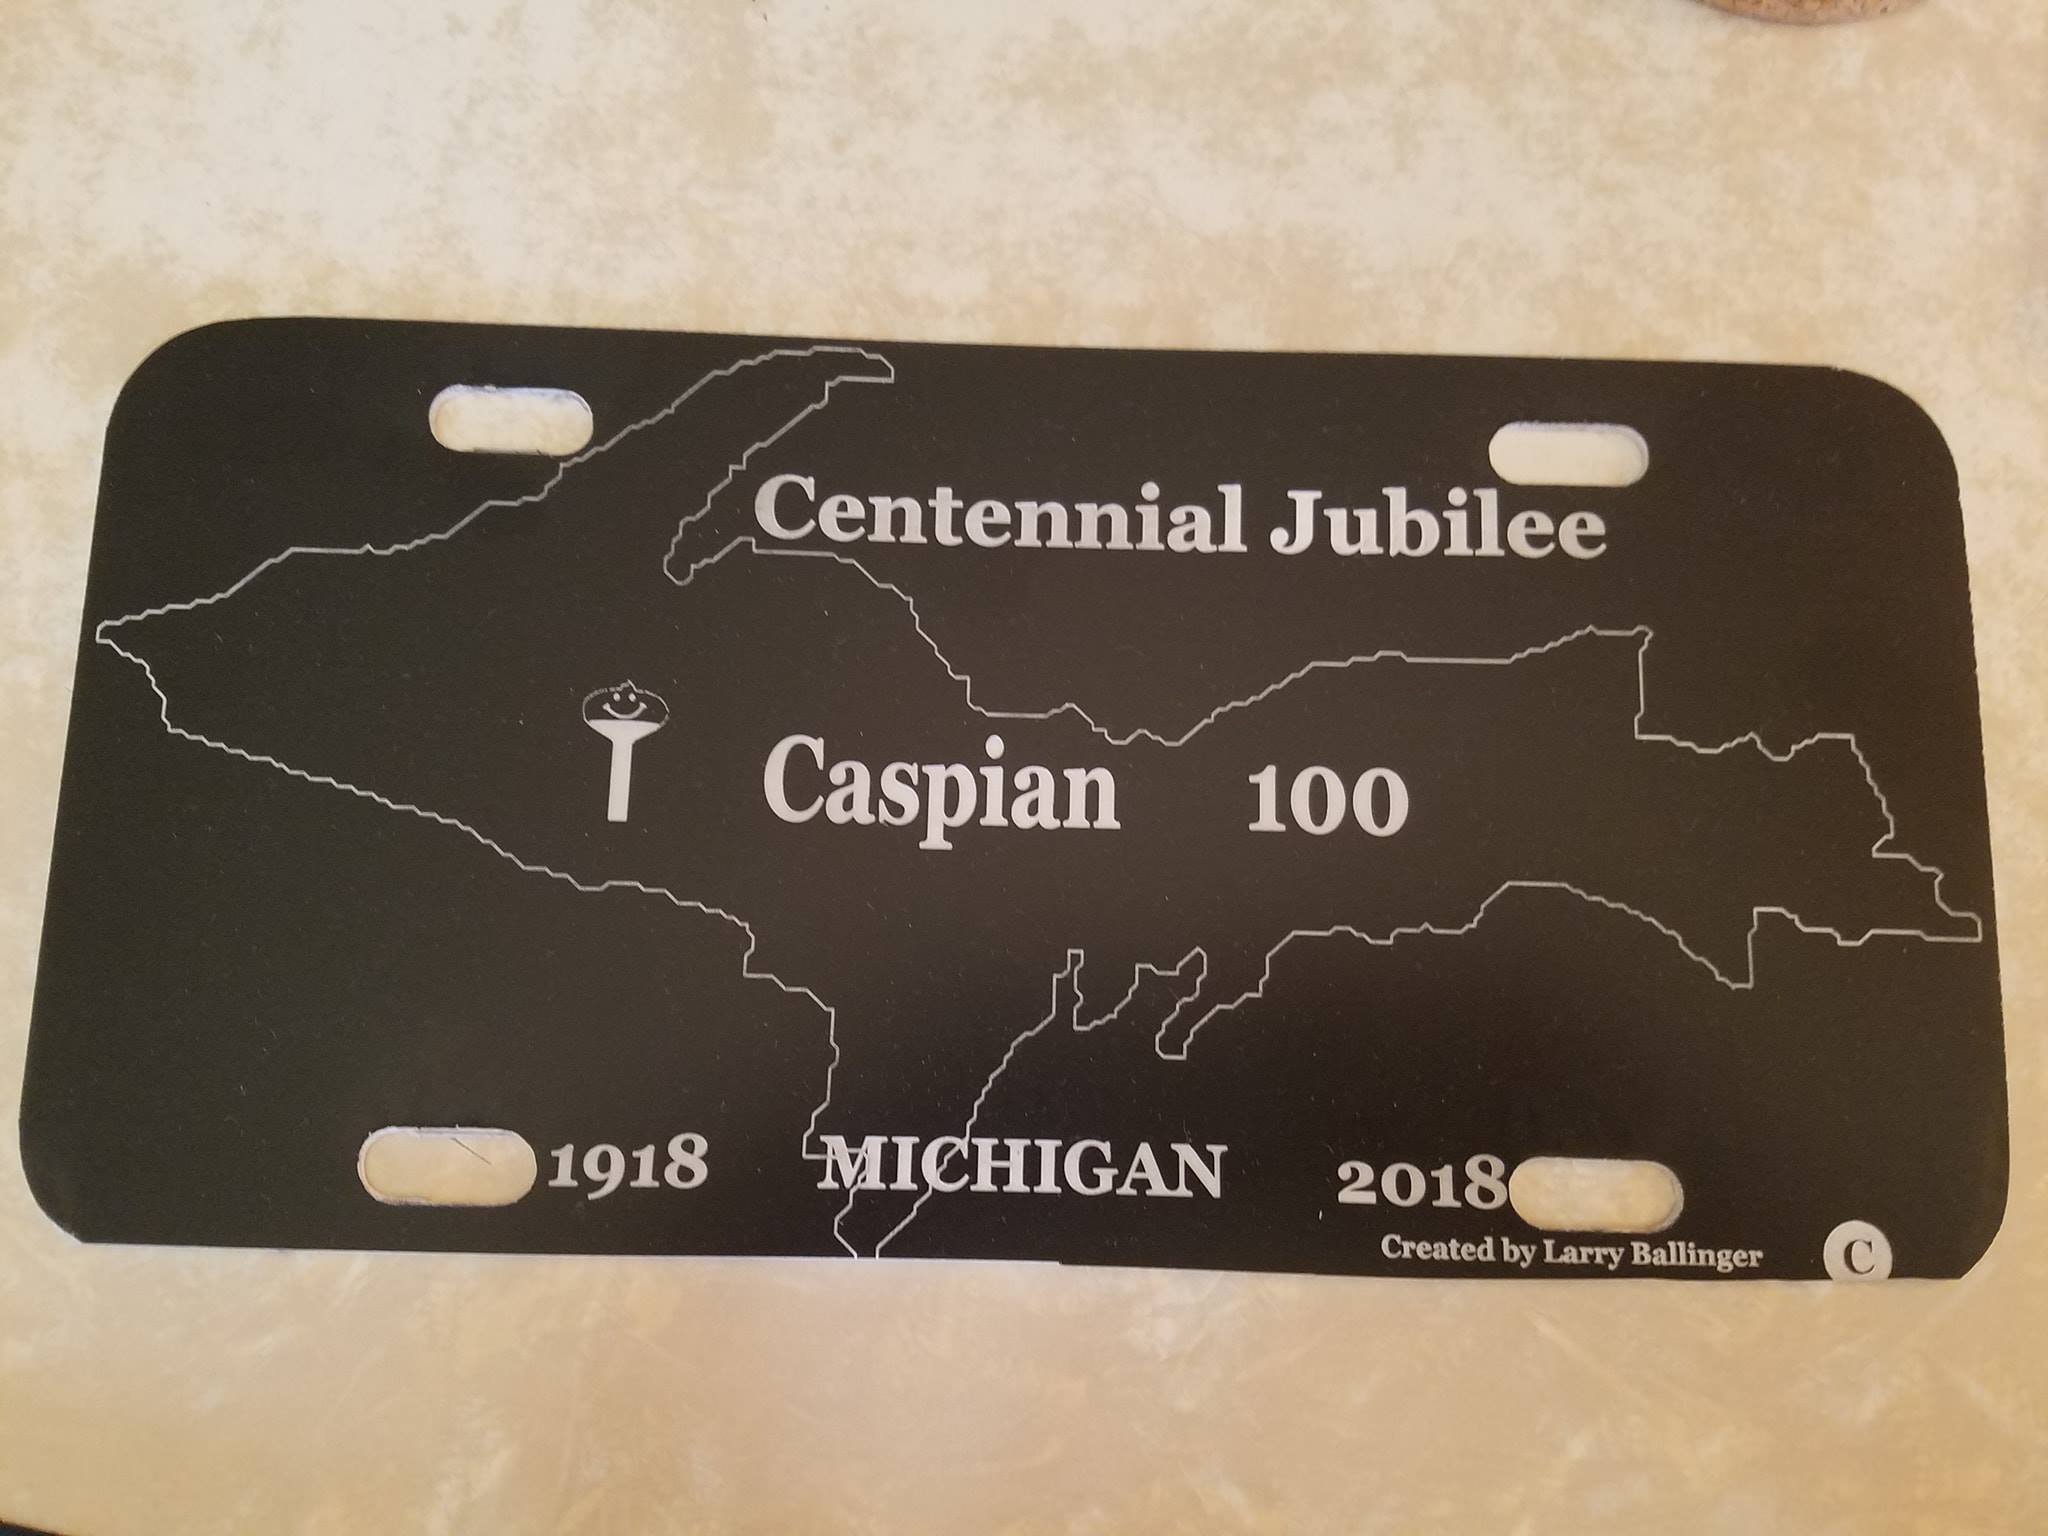 Centennial Jubilee
Caspian 100
1918 MICHIGAN 2018
Created by Larry Ballinger C